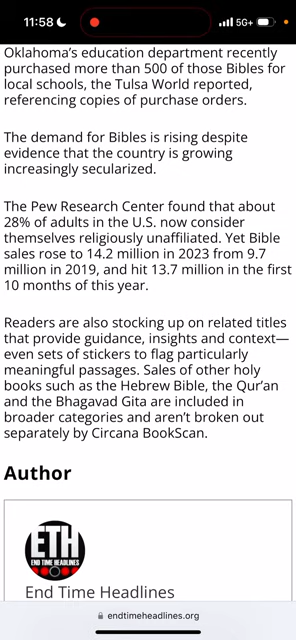 11:58
5G+
Oklahoma's education department recently
purchased more than 500 of those Bibles for
local schools, the Tulsa World reported,
referencing copies of purchase orders.
The demand for Bibles is rising despite
evidence that the country is growing
increasingly secularized.
The Pew Research Center found that about
28% of adults in the U.S. now consider
themselves religiously unaffiliated. Yet Bible
sales rose to 14.2 million in 2023 from 9.7
million in 2019, and hit 13.7 million in the first
10 months of this year.
Readers are also stocking up on related titles
that provide guidance, insights and context—
even sets of stickers to flag particularly
meaningful passages. Sales of other holy
books such as the Hebrew Bible, the Qur'an
and the Bhagavad Gita are included in
broader categories and aren't broken out
separately by Circana BookScan.
Author
ETH
END TIME HEADLINES
End Time Headlines
endtimeheadlines.org